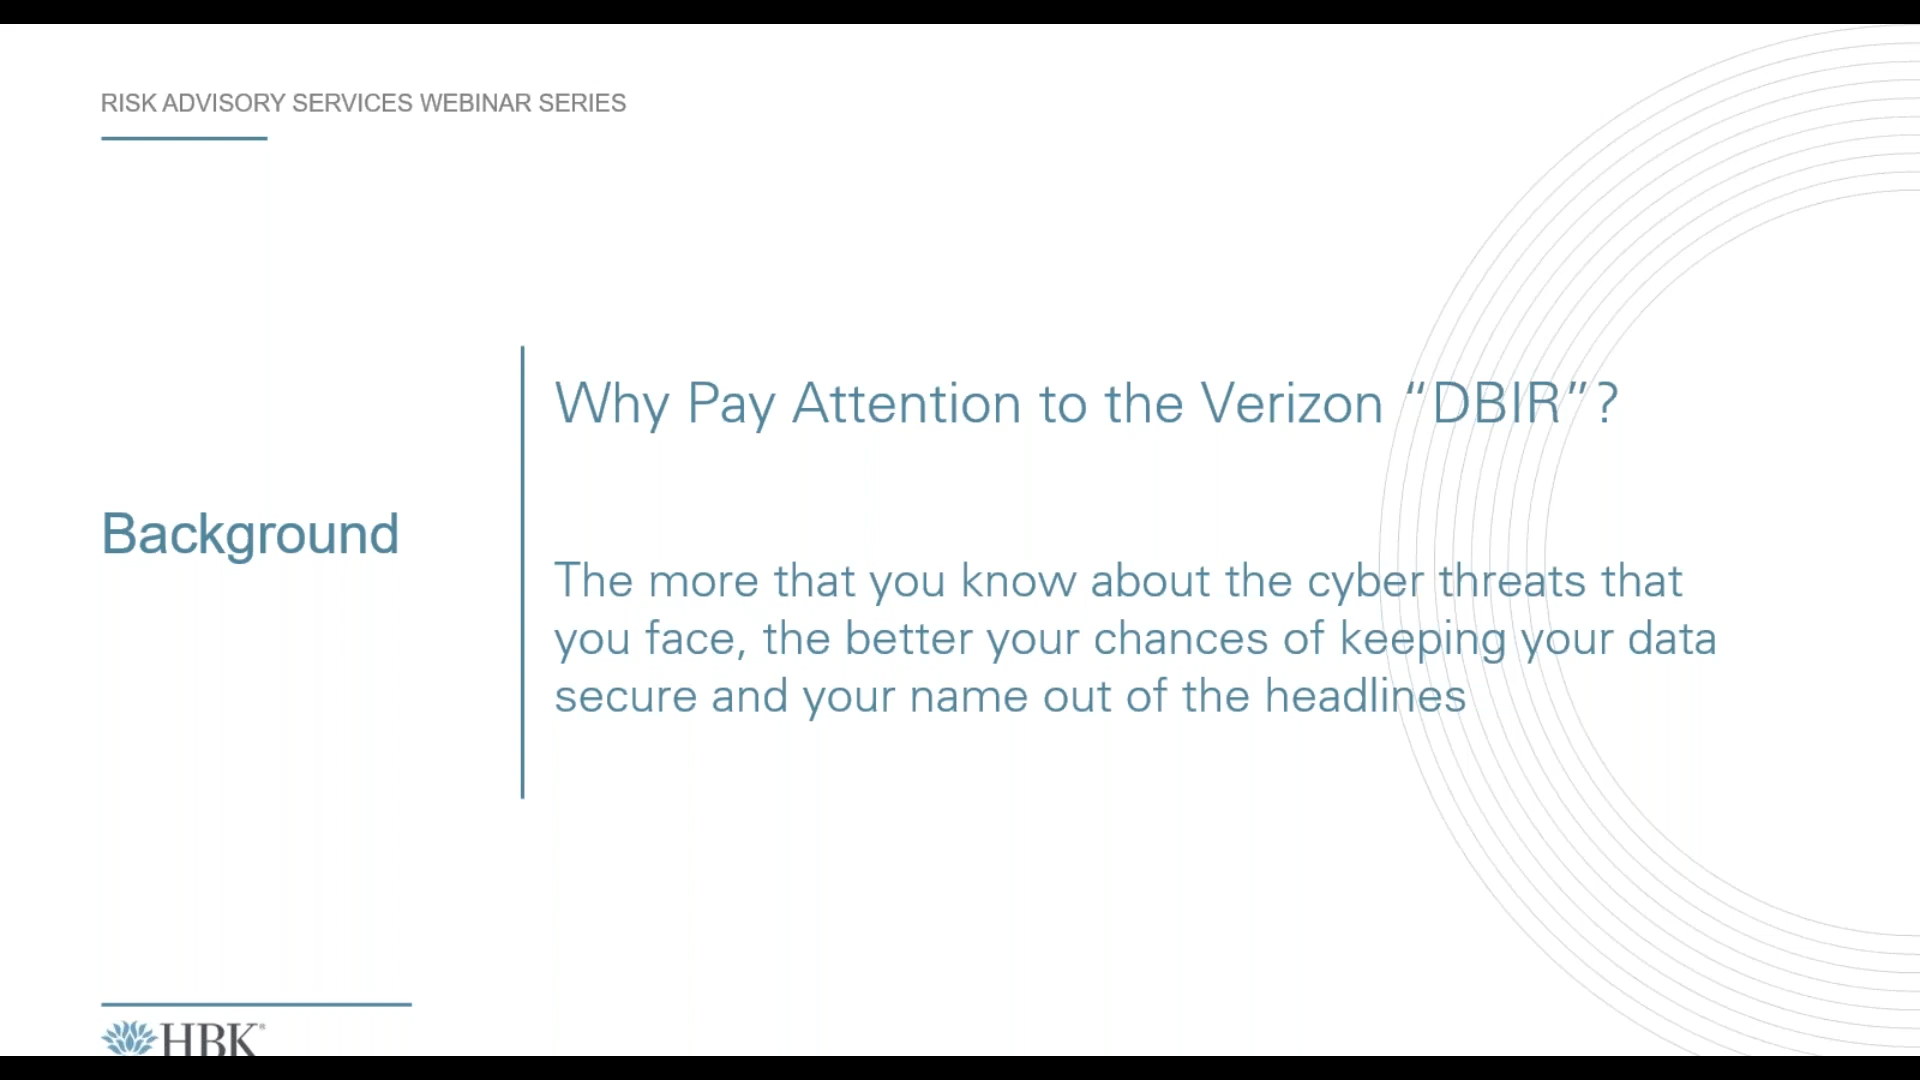 RISK ADVISORY SERVICES WEBINAR SERIES
Background
Why Pay Attention to the Verizon “DBIR”?
The more that you know about the cyber threats that
you face, the better your chances of keeping your data
secure and your name out of the headlines
HBK®